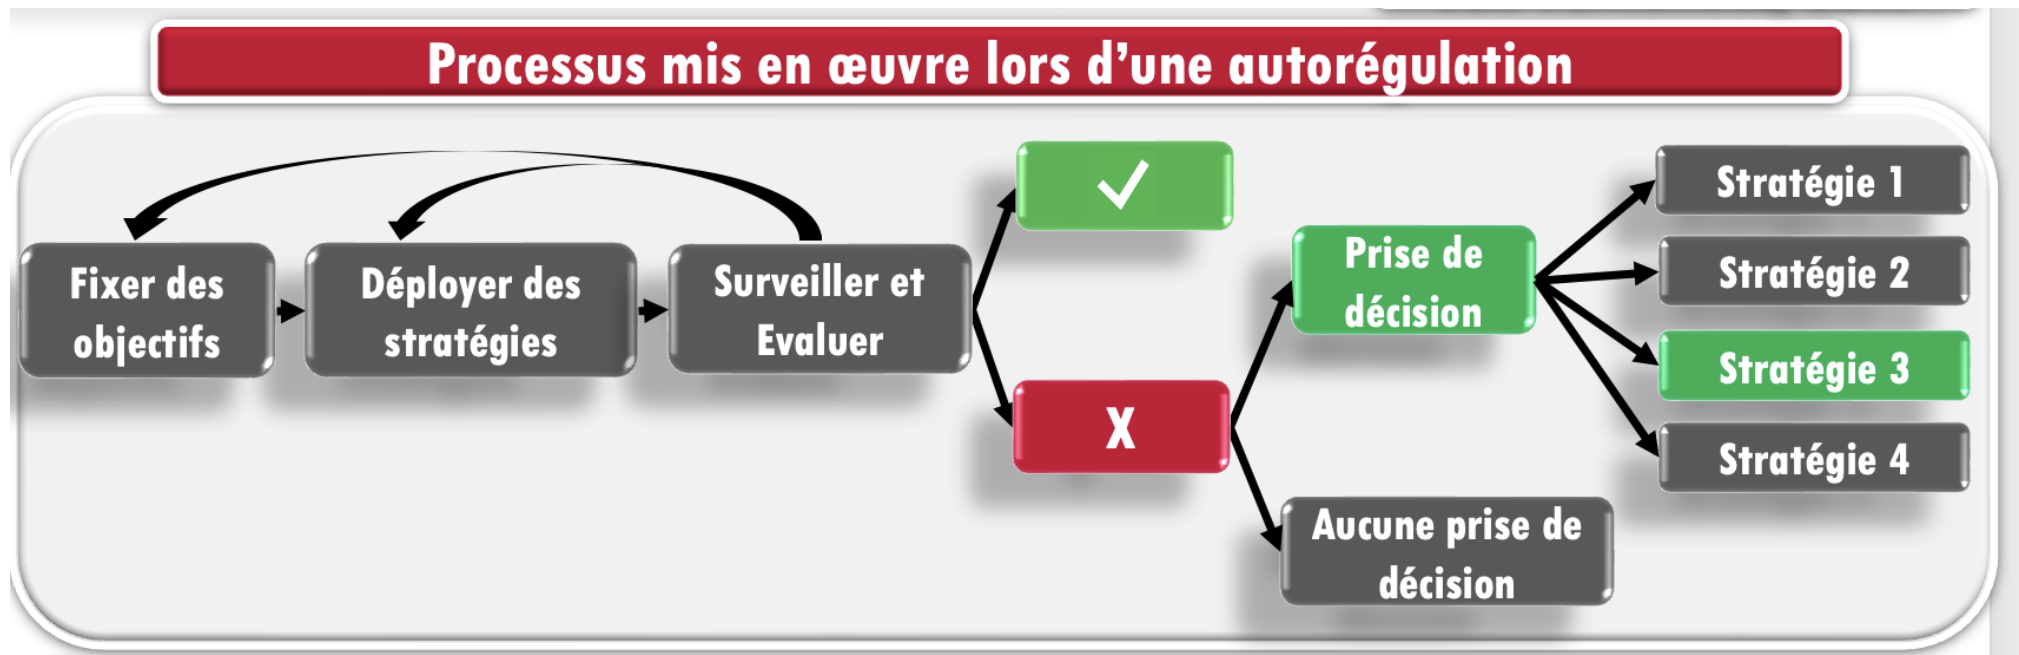 Processus mis en œuvre lors d’une autorégulation
Fixer des
objectifs
Déployer des
stratégies
Surveiller et
Evaluer
X
Prise de
décision
Aucune prise de
décision
Stratégie 1
Stratégie 2
Stratégie 3
Stratégie 4